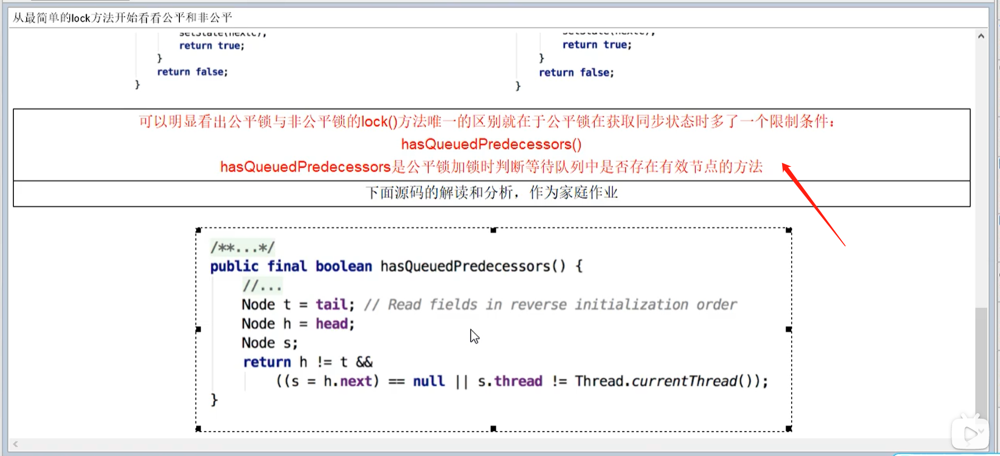 从最简单的lock方法开始看看公平和非公平
setState(nextc);
return true;
}
return false;
}
setState(nextc);
return true;
}
return false;
}
可以明显看出公平锁与非公平锁的lock()方法唯一的区别就在于公平锁在获取同步状态时多了一个限制条件：
hasQueuedPredecessors()
hasQueuedPredecessors是公平锁加锁时判断等待队列中是否存在有效节点的方法
下面源码的解读和分析，作为家庭作业
/**...*/
public final boolean hasQueuedPredecessors() {
//...
Node t = tail; // Read fields in reverse initialization order
Node h = head;
Node s;
return h != t &&
((s = h.next) == null || s.thread != Thread.currentThread());
}